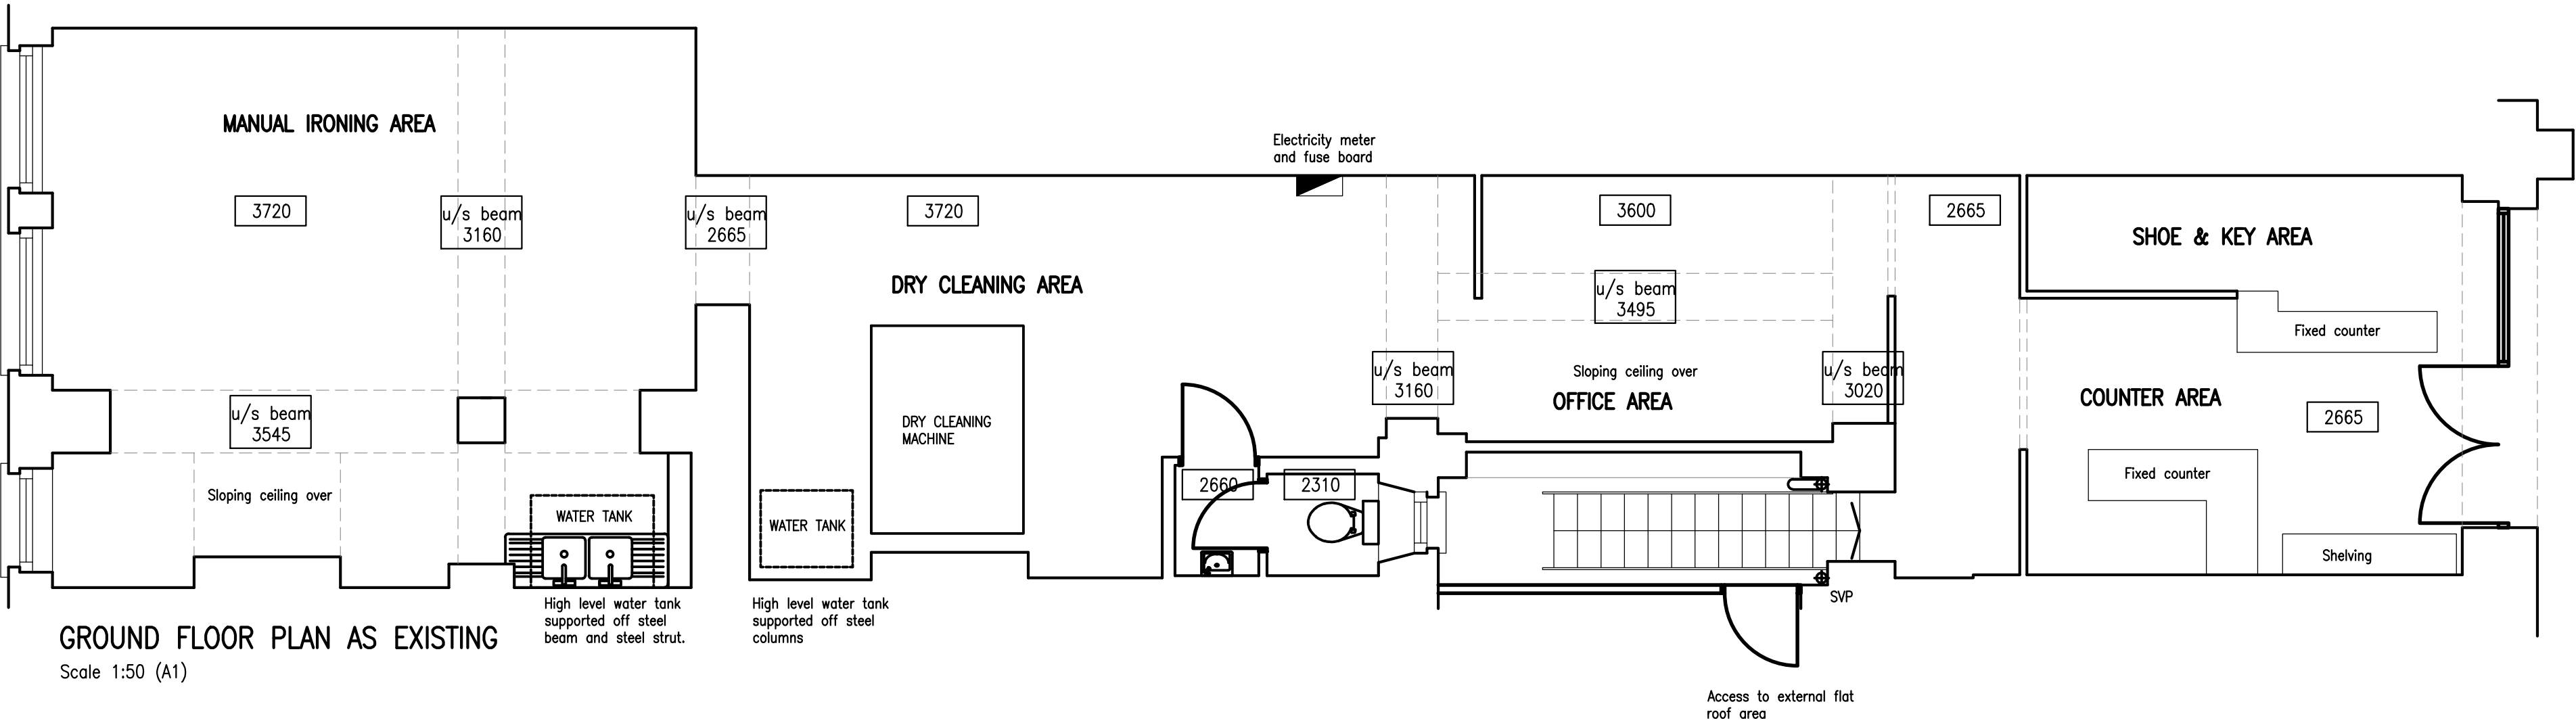 Electricity meter
and fuse board
MANUAL IRONING AREA
3720
u/s beam
3160
u/s beam
2665
3720
3600
2665
SHOE & KEY AREA
DRY CLEANING AREA
u/s beam
3495
Fixed counter
u/s beam
3545
u/s beam
3160
Sloping ceiling over
OFFICE AREA
u/s beam
3020
COUNTER AREA
2665
DRY CLEANING
MACHINE
Sloping ceiling over
WATER TANK
WATER TANK
2660
2310
Fixed counter
Shelving
High level water tank
supported off steel
beam and steel strut.
High level water tank
supported off steel
columns
SVP
GROUND FLOOR PLAN AS EXISTING
Scale 1:50 (A1)
Access to external flat
roof area